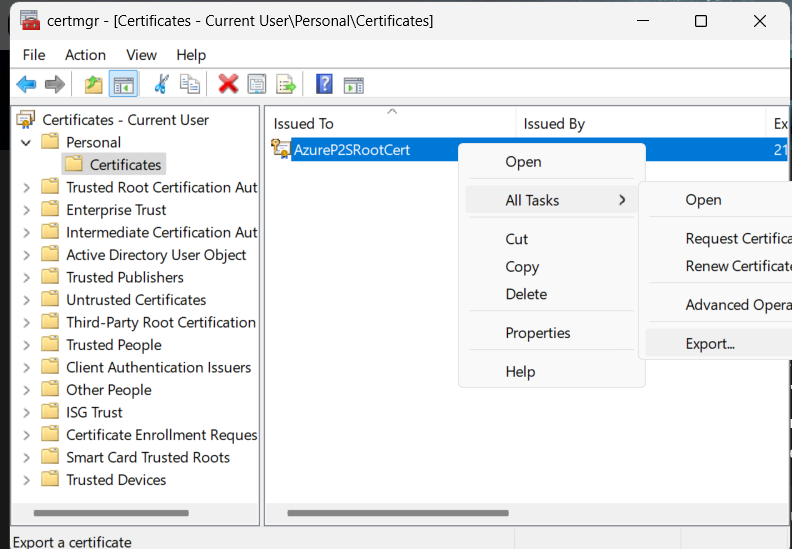 certmgr - [Certificates - Current User\Personal\Certificates]
File Action View Help
Certificates - Current User
Personal
Certificates
Trusted Root Certification Aut
Enterprise Trust
Intermediate Certification Aut
Active Directory User Object
Trusted Publishers
Untrusted Certificates
Third-Party Root Certification
Trusted People
Client Authentication Issuers
Other People
ISG Trust
Certificate Enrollment Reques
Smart Card Trusted Roots
Trusted Devices
Issued To Issued By Ex
AzureP2SRootCert 21
Open
All Tasks
Cut
Copy
Delete
Properties
Help
Open
Request Certifica
Renew Certificate
Advanced Opera
Export...
Export a certificate